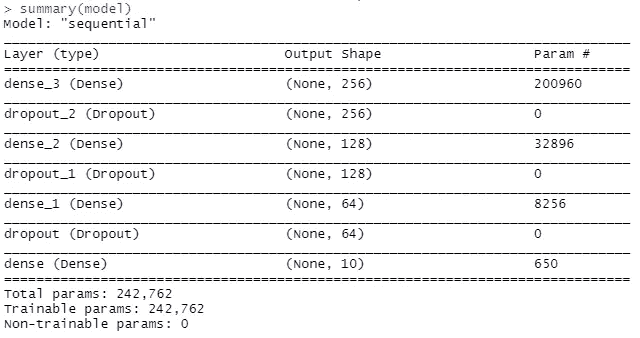 > summary(model)
Model: "sequential"
Layer (type) Output Shape Param #
dense_3 (Dense) (None, 256) 200960
dropout_2 (Dropout) (None, 256) 0
dense_2 (Dense) (None, 128) 32896
dropout_1 (Dropout) (None, 128) 0
dense_1 (Dense) (None, 64) 8256
dropout (Dropout) (None, 64) 0
dense (Dense) (None, 10) 650
Total params: 242,762
Trainable params: 242,762
Non-trainable params: 0